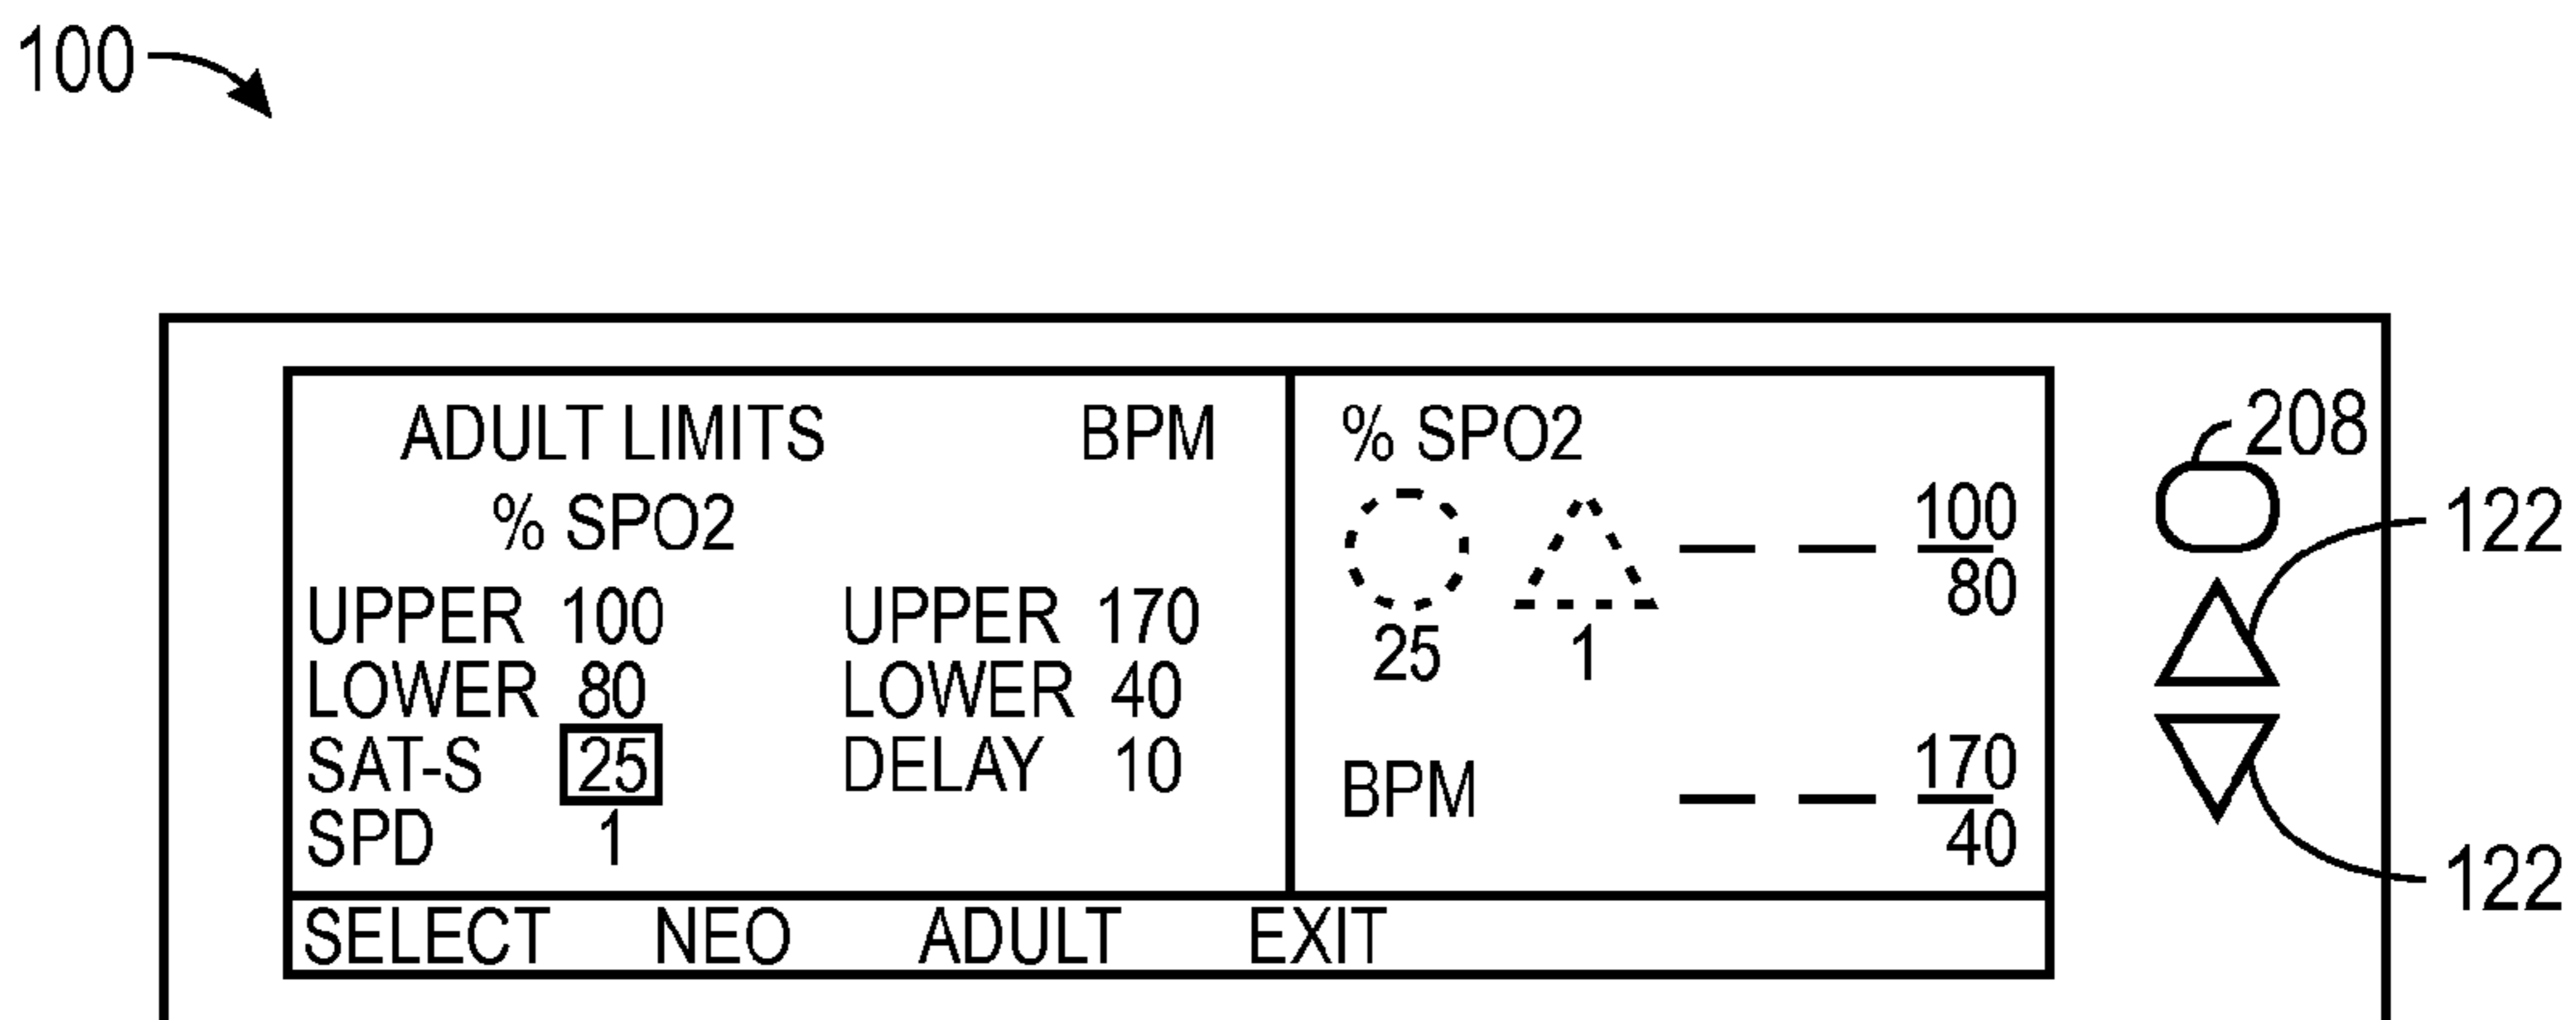 100
ADULT LIMITS BPM
% SPO2
UPPER 100 UPPER 170
LOWER 80 LOWER 40
SAT-S 25 DELAY 10
SPD 1
% SPO2
100
80
25 1
BPM
170
40
SELECT NEO ADULT EXIT
208
122
122